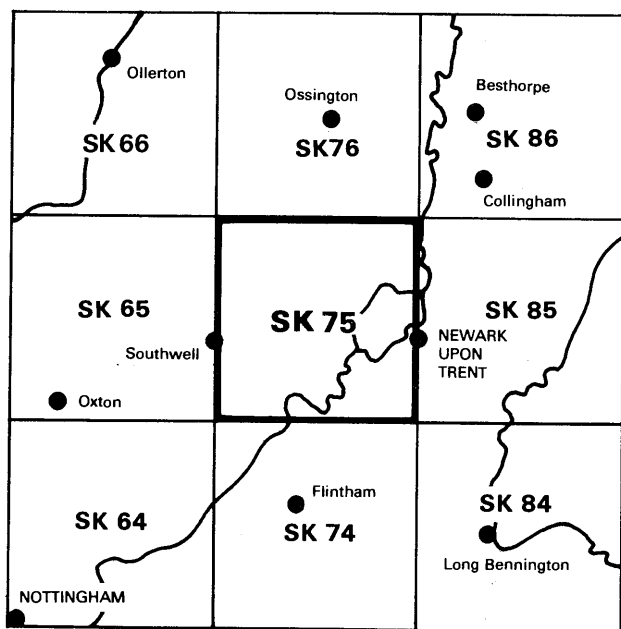 Ollerton
SK 66
Ossington
SK76
Besthorpe
SK 86
Collingham
SK 65
Southwell
Oxton
SK 75
SK 85
NEWARK
UPON
TRENT
SK 64
NOTTINGHAM
Flintham
SK 74
SK 84
Long Bennington